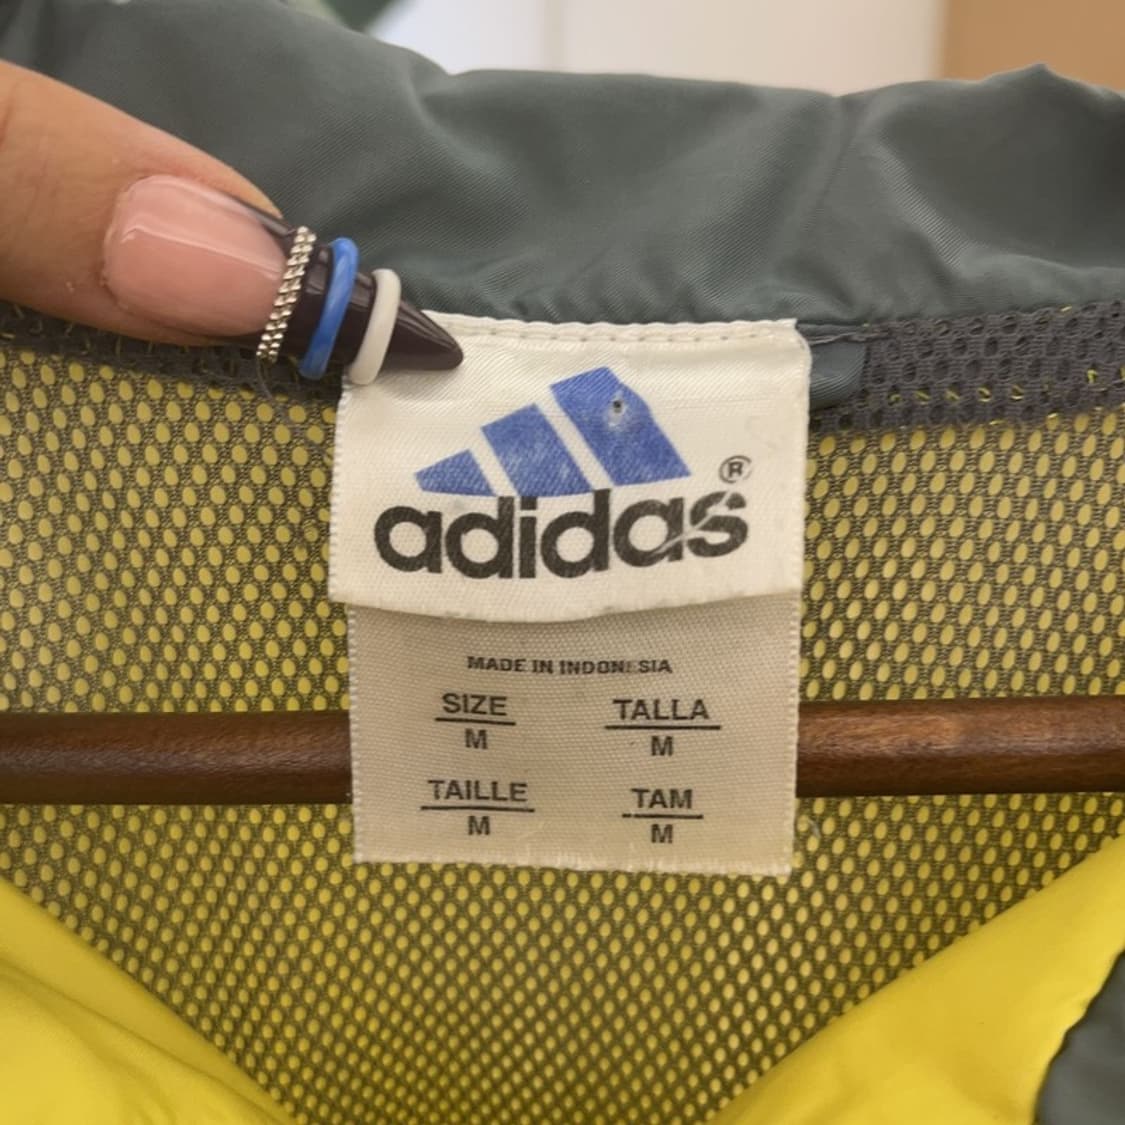 adidas®
MADE IN INDONESIA
SIZE TALLA
M M
TAILLE TAM
M M